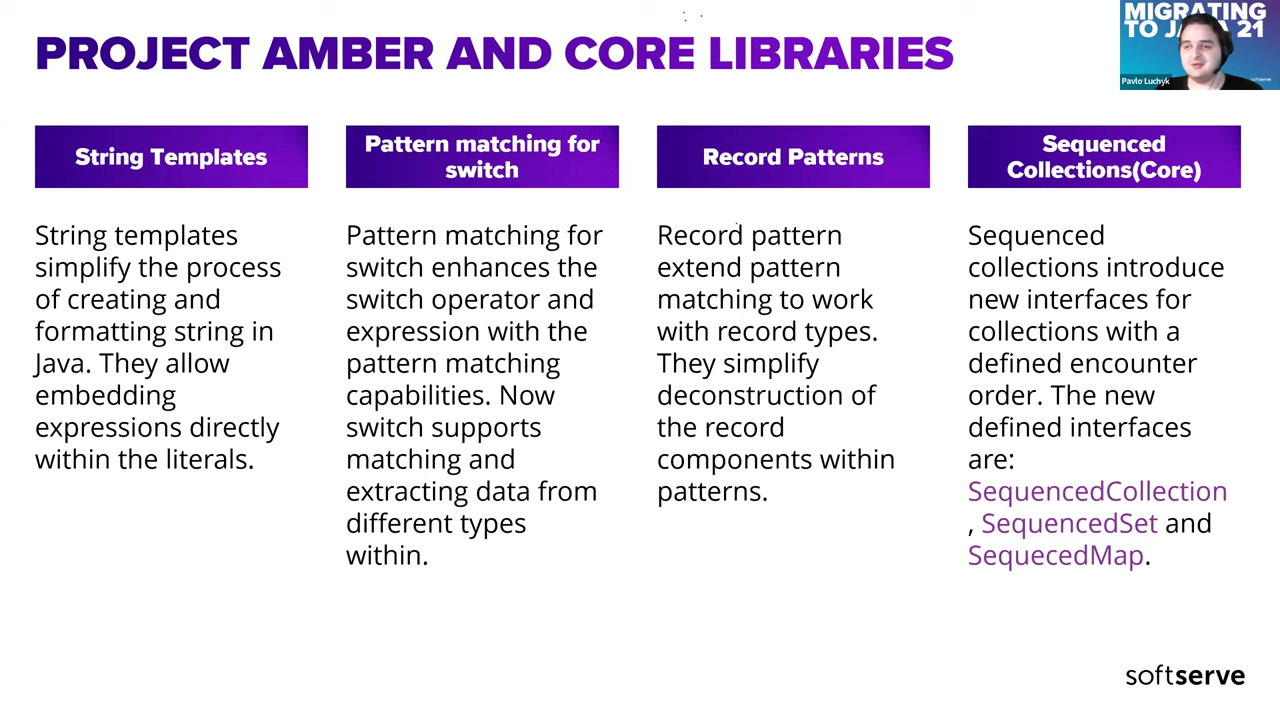 PROJECT AMBER AND CORE LIBRARIES
MIGRATING
TO JAVA 21
Pavlo Luchyk
softserve
String Templates
String templates
simplify the process
of creating and
formatting string in
Java. They allow
embedding
expressions directly
within the literals.
Pattern matching for
switch
Pattern matching for
switch enhances the
switch operator and
expression with the
pattern matching
capabilities. Now
switch supports
matching and
extracting data from
different types
within.
Record Patterns
Record pattern
extend pattern
matching to work
with record types.
They simplify
deconstruction of
the record
components within
patterns.
Sequenced
Collections(Core)
Sequenced
collections introduce
new interfaces for
collections with a
defined encounter
order. The new
defined interfaces
are:
SequencedCollection
, SequencedSet and
SequecedMap.
softserve